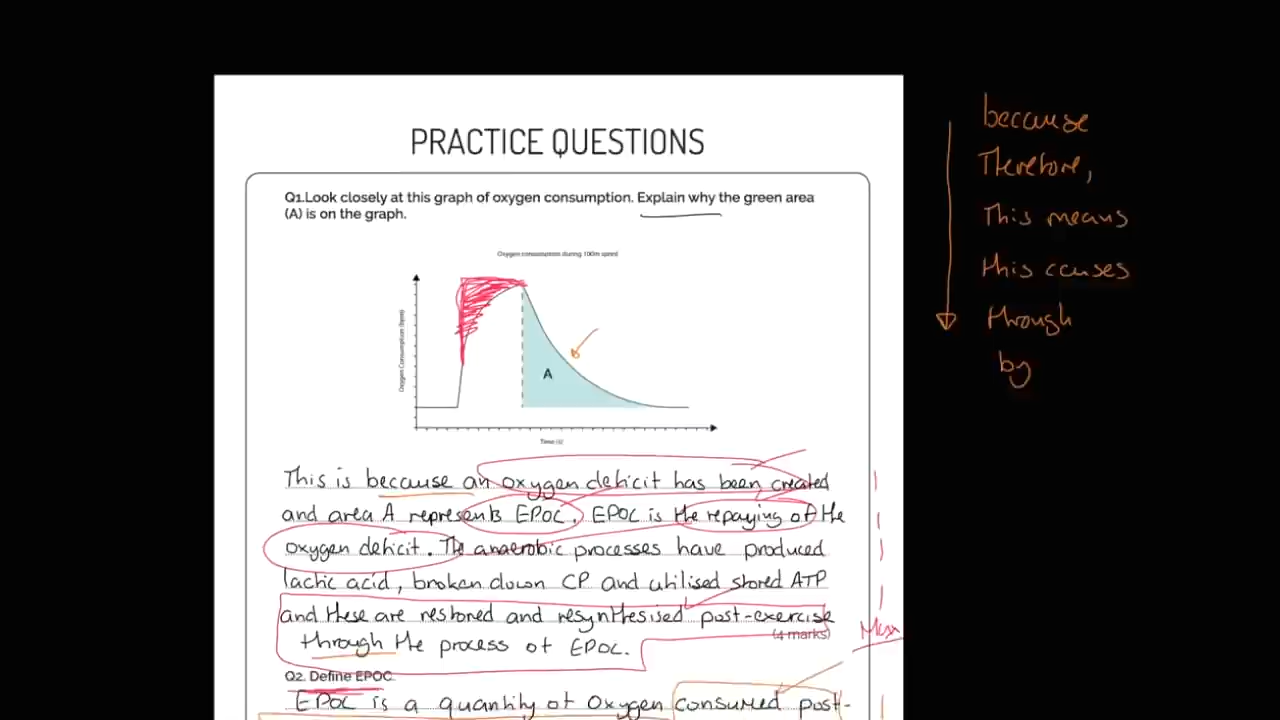 PRACTICE QUESTIONS
Q1.Look closely at this graph of oxygen consumption. Explain why the green area
(A) is on the graph.
Oxygen consumption during 100m sprint
Oxygen Consumption (bpm)
A
Time (s)
This is because an oxygen deficit has been created
and area A represents EPOC. EPOC is the repaying of the
oxygen deficit. The anaerobic processes have produced
lactic acid, broken down CP and utilised stored ATP
and these are restored and resynthesised post-exercise
(4 marks)
through the process of EPOC.
Q2. Define EPOC.
EPOC is a quantity of oxygen consumed post-
because
Therefore,
This means
this causes
through
by
Max